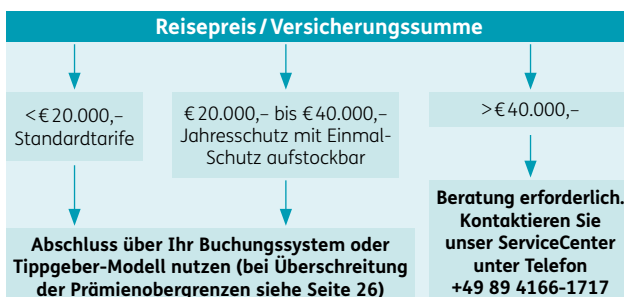 Reisepreis / Versicherungssumme
<€ 20.000,–
Standardtarife
€ 20.000,– bis € 40.000,–
Jahresschutz mit Einmal-
Schutz aufstockbar
>€ 40.000,–
Abschluss über Ihr Buchungssystem oder
Tippgeber-Modell nutzen (bei Überschreitung
der Prämienobergrenzen siehe Seite 26)
Beratung erforderlich.
Kontaktieren Sie
unser ServiceCenter
unter Telefon
+49 89 4166-1717